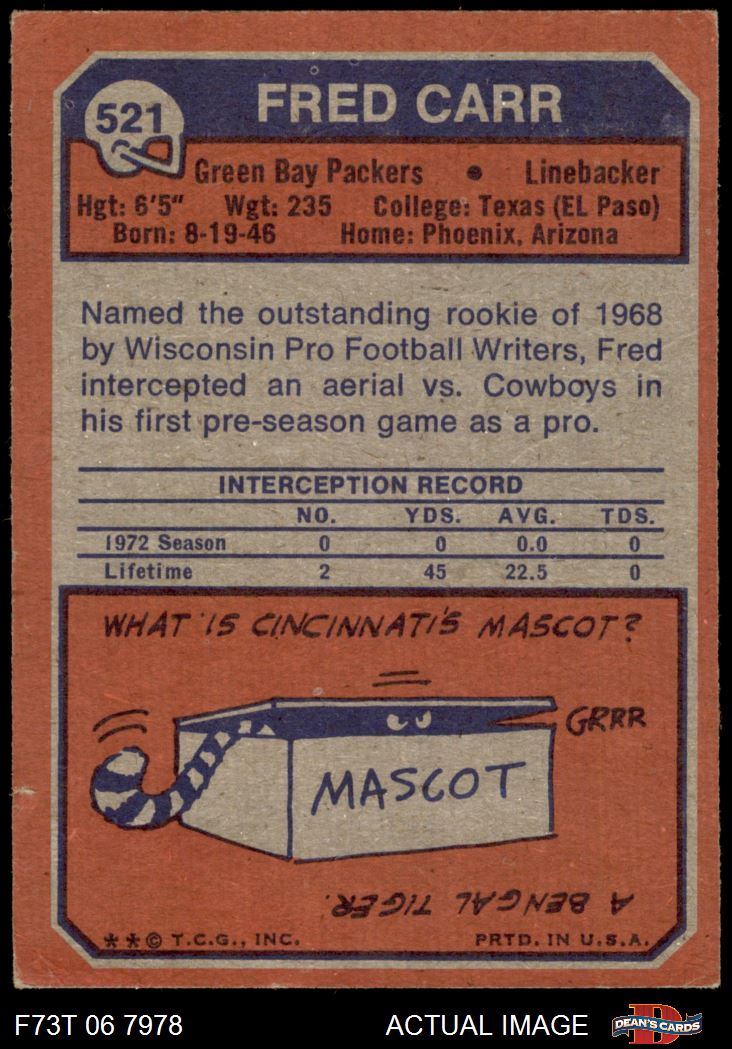 521
FRED CARR
Green Bay Packers • Linebacker
Hgt: 6'5" Wgt: 235 College: Texas (EL Paso)
Born: 8-19-46 Home: Phoenix, Arizona
Named the outstanding rookie of 1968
by Wisconsin Pro Football Writers, Fred
intercepted an aerial vs. Cowboys in
his first pre-season game as a pro.
INTERCEPTION RECORD
NO. YDS. AVG. TDS.
1972 Season 0 0 0.0 0
Lifetime 2 45 22.5 0
WHAT IS CINCINNATI'S MASCOT?
GRRR
MASCOT
A BENGAL TIGER.
**© T.C.G., INC. PRTD. IN U.S.A.
F73T 06 7978 ACTUAL IMAGE
D
DEAN'S CARDS